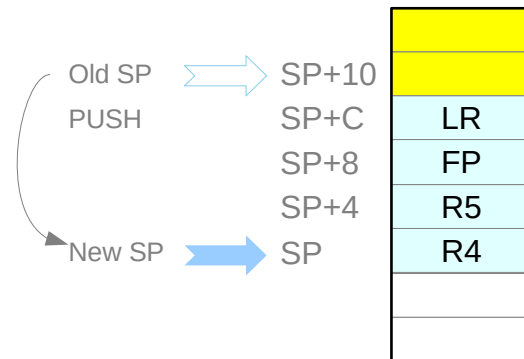 Old SP SP+10
PUSH SP+C LR
SP+8 FP
SP+4 R5
New SP SP R4